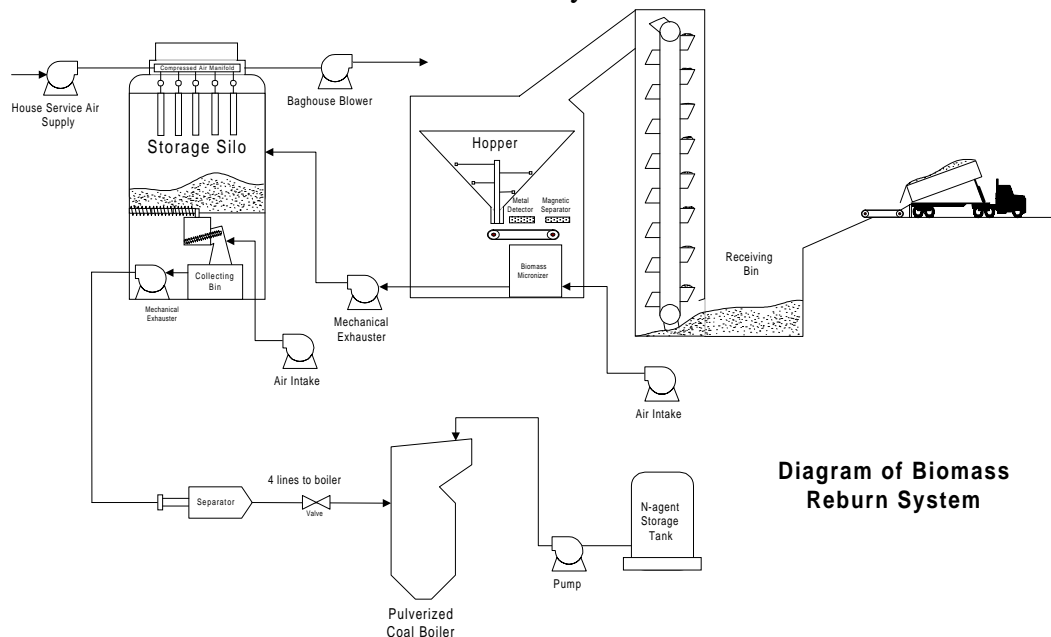 Compressed Air Manifold
House Service Air
Supply
Baghouse Blower
Storage Silo
Hopper
Metal
Detector
Magnetic
Separator
Receiving
Bin
Biomass
Micronizer
Collecting
Bin
Mechanical
Exhauster
Mechanical
Exhauster
Air Intake
Air Intake
4 lines to boiler
Separator
Valve
N-agent
Storage
Tank
Pump
Pulverized
Coal Boiler
Diagram of Biomass
Reburn System